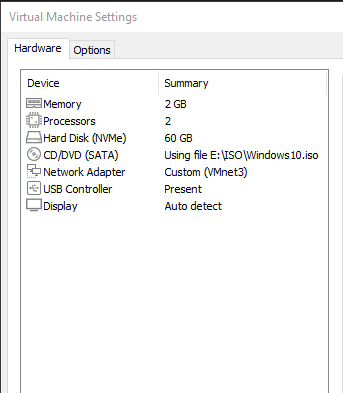 Virtual Machine Settings
Hardware Options
Device Summary
Memory 2 GB
Processors 2
Hard Disk (NVMe) 60 GB
CD/DVD (SATA) Using file E:\ISO\Windows10.iso
Network Adapter Custom (VMnet3)
USB Controller Present
Display Auto detect